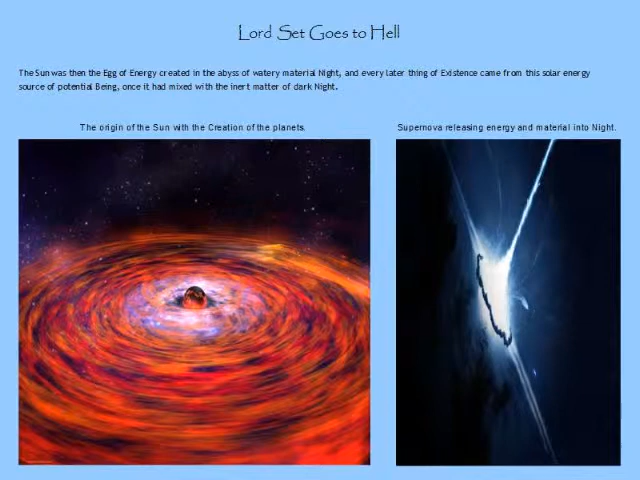 Lord Set Goes to Hell
The Sun was then the Egg of Energy created in the abyss of watery material Night, and every later thing of Existence came from this solar energy
source of potential Being, once it had mixed with the inert matter of dark Night.
The origin of the Sun with the Creation of the planets.
Supernova releasing energy and material into Night.